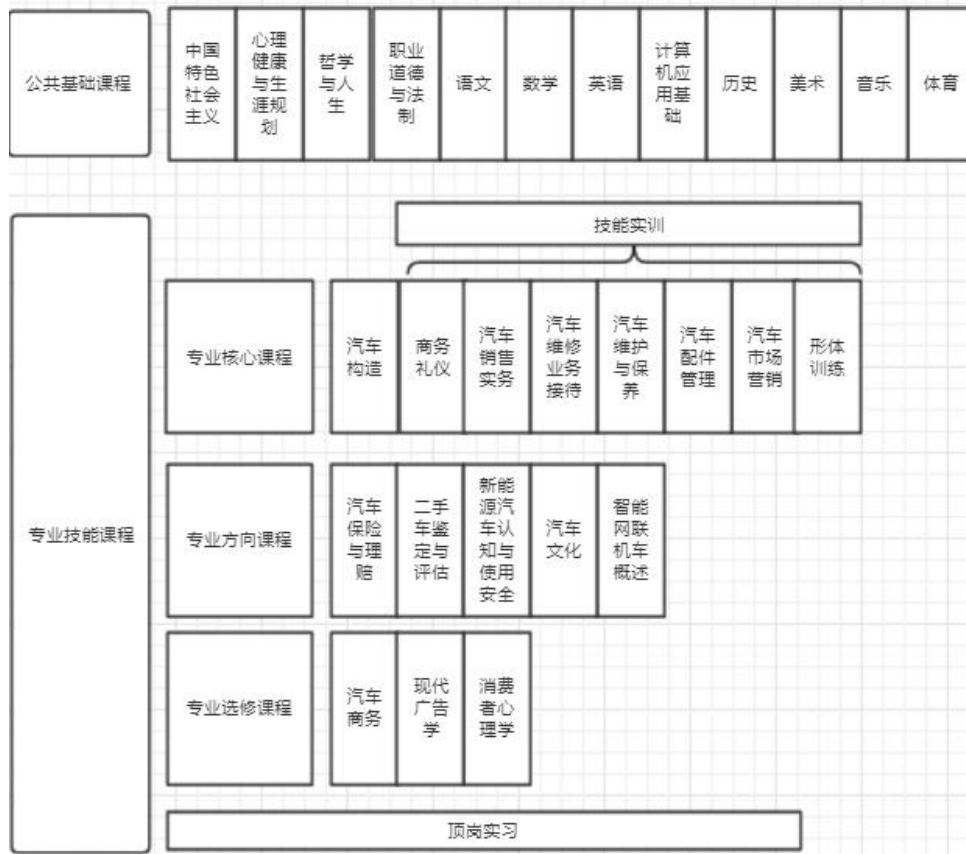 公共基础课程
中国
特色
社会
主义
心理
健康
与生
涯规
划
哲学
与人
生
职业
道德
与法
制
语文
数学
英语
计算
机应
用基
础
历史
美术
音乐
体育
技能实训
专业技能课程
专业核心课程
汽车
构造
商务
礼仪
汽车
销售
实务
汽车
维修
业务
接待
汽车
维护
与保
养
汽车
配件
管理
汽车
市场
营销
形体
训练
专业方向课程
汽车
保险
与理
赔
二手
车鉴
定与
评估
新能
源汽
车认
知与
使用
安全
汽车
文化
智能
网联
机车
概述
专业选修课程
汽车
商务
现代
广告
学
消费
者心
理学
顶岗实习